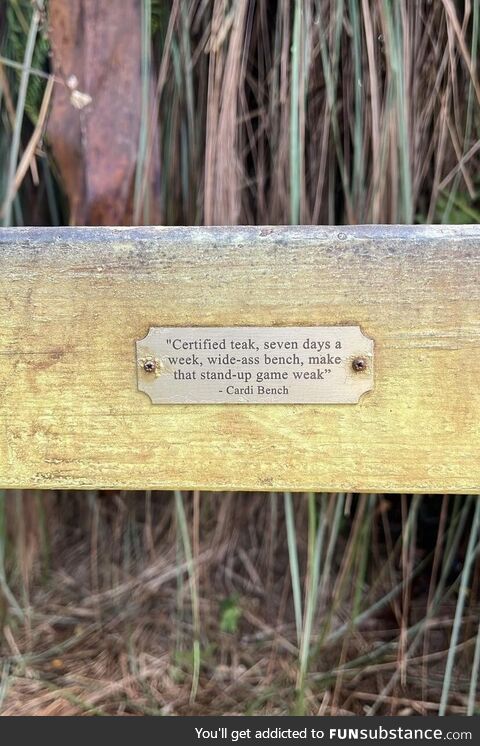 "Certified teak, seven days a
week, wide-ass bench, make
that stand-up game weak”
- Cardi Bench
You'll get addicted to FUNsubstance.com